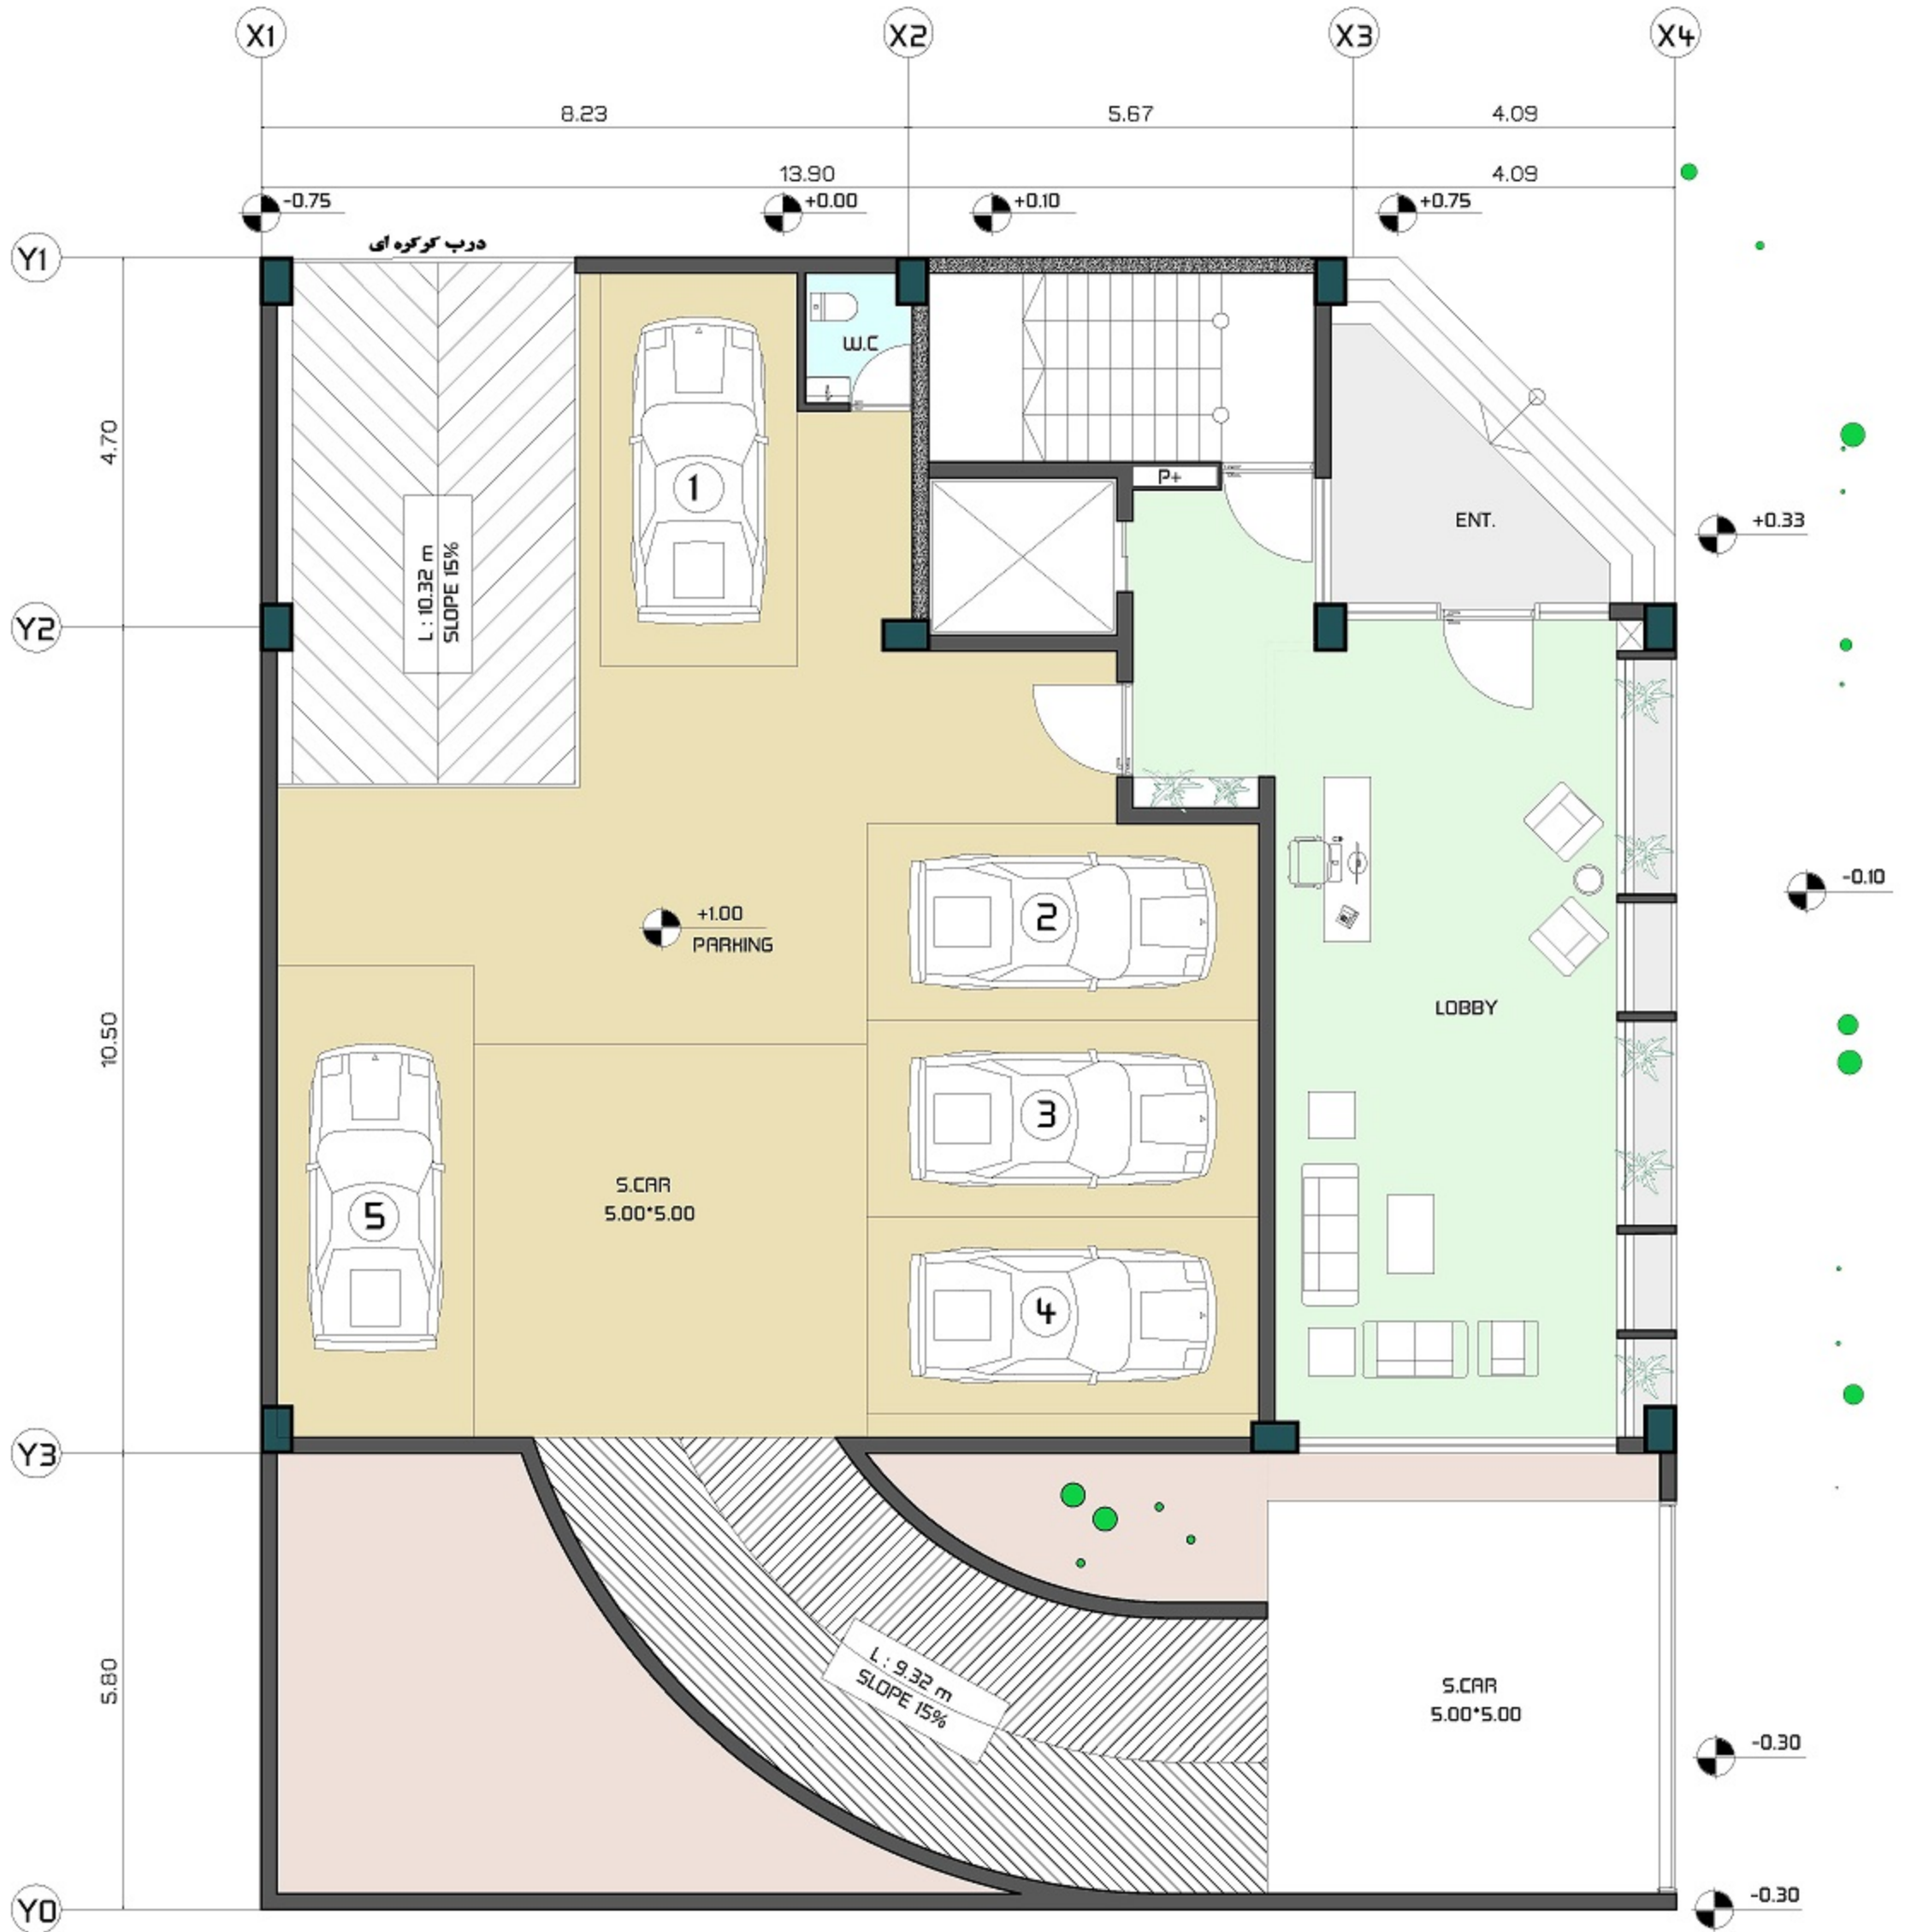 X1
X2
X3
X4
8.23
5.67
4.09
13.90
4.09
-0.75
+0.00
+0.10
+0.75
درب کرکره ای
Y1
W.C
4.70
P+
1
ENT.
+0.33
L : 10.32 m
SLOPE 15%
Y2
-0.10
2
+1.00
PARKING
LOBBY
10.50
3
S.CAR
5.00*5.00
5
4
Y3
L : 9.32 m
SLOPE 15%
5.80
S.CAR
5.00*5.00
-0.30
-0.30
Y0